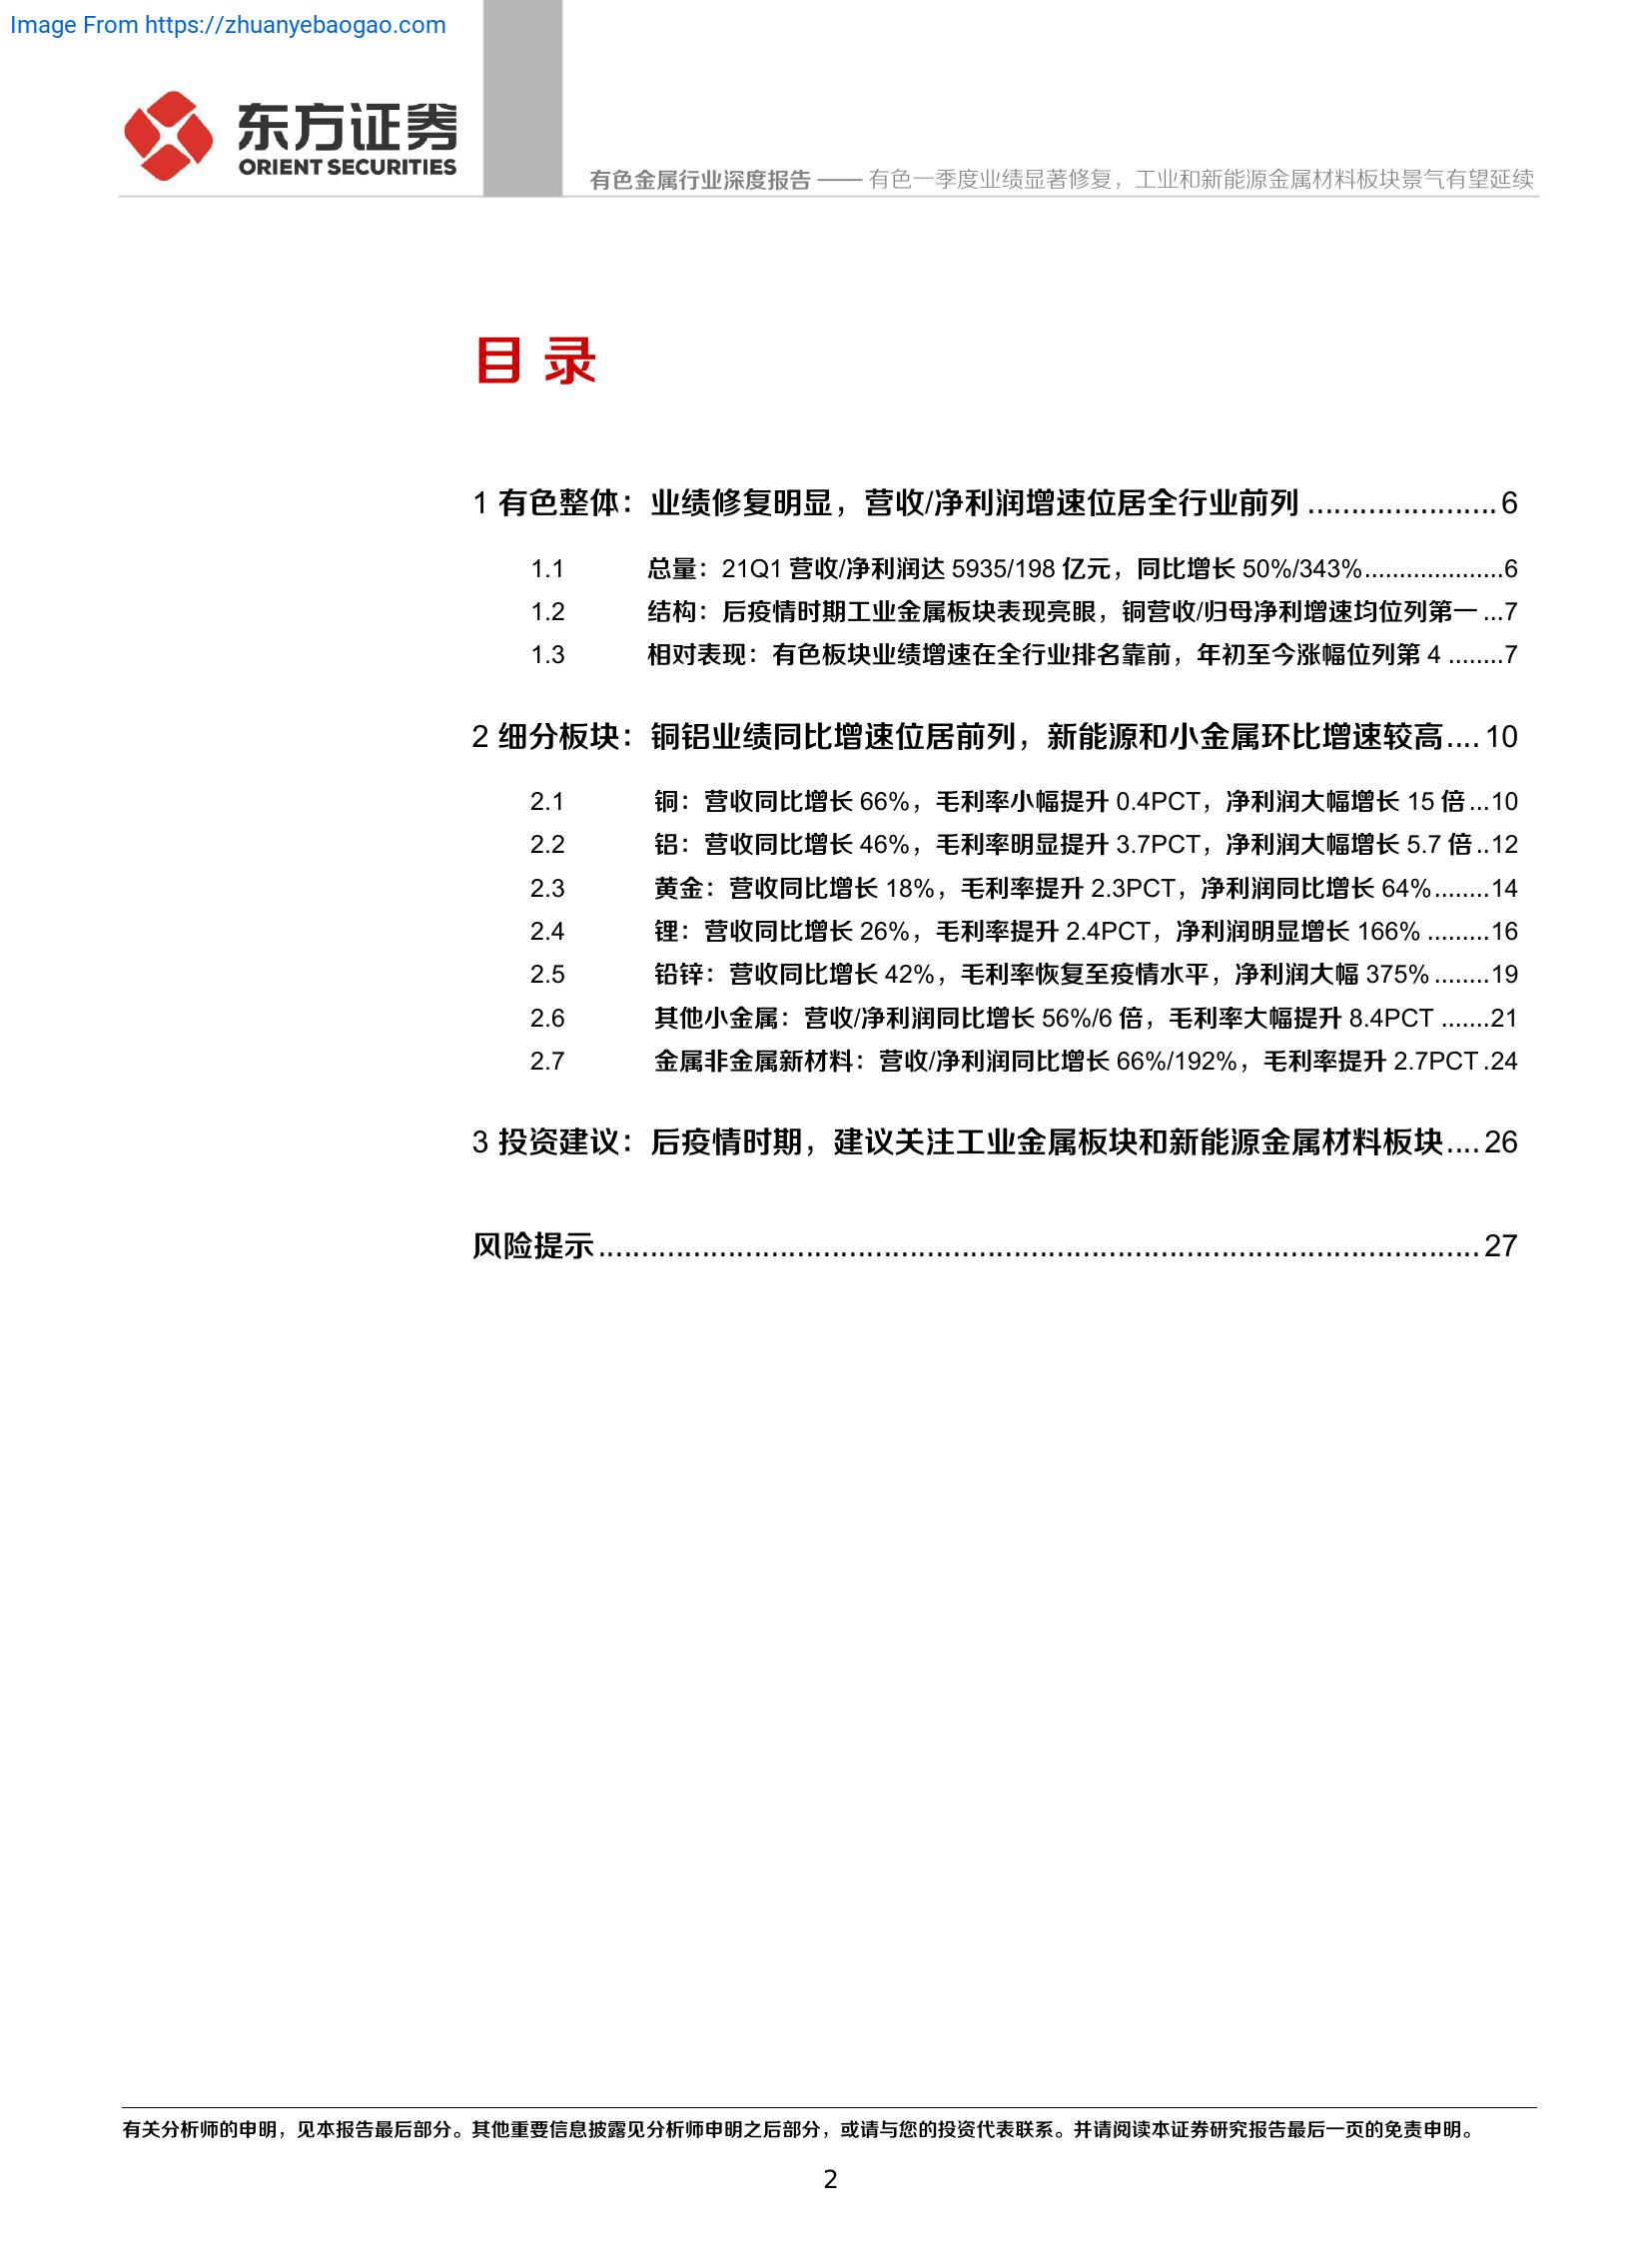 Image From https://zhuanyebaogao.com
东方证券
ORIENT SECURITIES
有色金属行业深度报告 —— 有色一季度业绩显著修复，工业和新能源金属材料板块景气有望延续
目 录
1 有色整体：业绩修复明显，营收/净利润增速位居全行业前列 ...................... 6
1.1 总量：21Q1 营收/净利润达 5935/198 亿元，同比增长 50%/343%....................6
1.2 结构：后疫情时期工业金属板块表现亮眼，铜营收/归母净利增速均位列第一 ...7
1.3 相对表现：有色板块业绩增速在全行业排名靠前，年初至今涨幅位列第 4 ........7
2 细分板块：铜铝业绩同比增速位居前列，新能源和小金属环比增速较高.... 10
2.1 铜：营收同比增长 66%，毛利率小幅提升 0.4PCT，净利润大幅增长 15 倍...10
2.2 铝：营收同比增长 46%，毛利率明显提升 3.7PCT，净利润大幅增长 5.7 倍..12
2.3 黄金：营收同比增长 18%，毛利率提升 2.3PCT，净利润同比增长 64%........14
2.4 锂：营收同比增长 26%，毛利率提升 2.4PCT，净利润明显增长 166% .........16
2.5 铅锌：营收同比增长 42%，毛利率恢复至疫情水平，净利润大幅 375%........19
2.6 其他小金属：营收/净利润同比增长 56%/6 倍，毛利率大幅提升 8.4PCT .......21
2.7 金属非金属新材料：营收/净利润同比增长 66%/192%，毛利率提升 2.7PCT.24
3 投资建议：后疫情时期，建议关注工业金属板块和新能源金属材料板块.... 26
风险提示...................................................................................................... 27
有关分析师的申明，见本报告最后部分。其他重要信息披露见分析师申明之后部分，或请与您的投资代表联系。并请阅读本证券研究报告最后一页的免责申明。
2